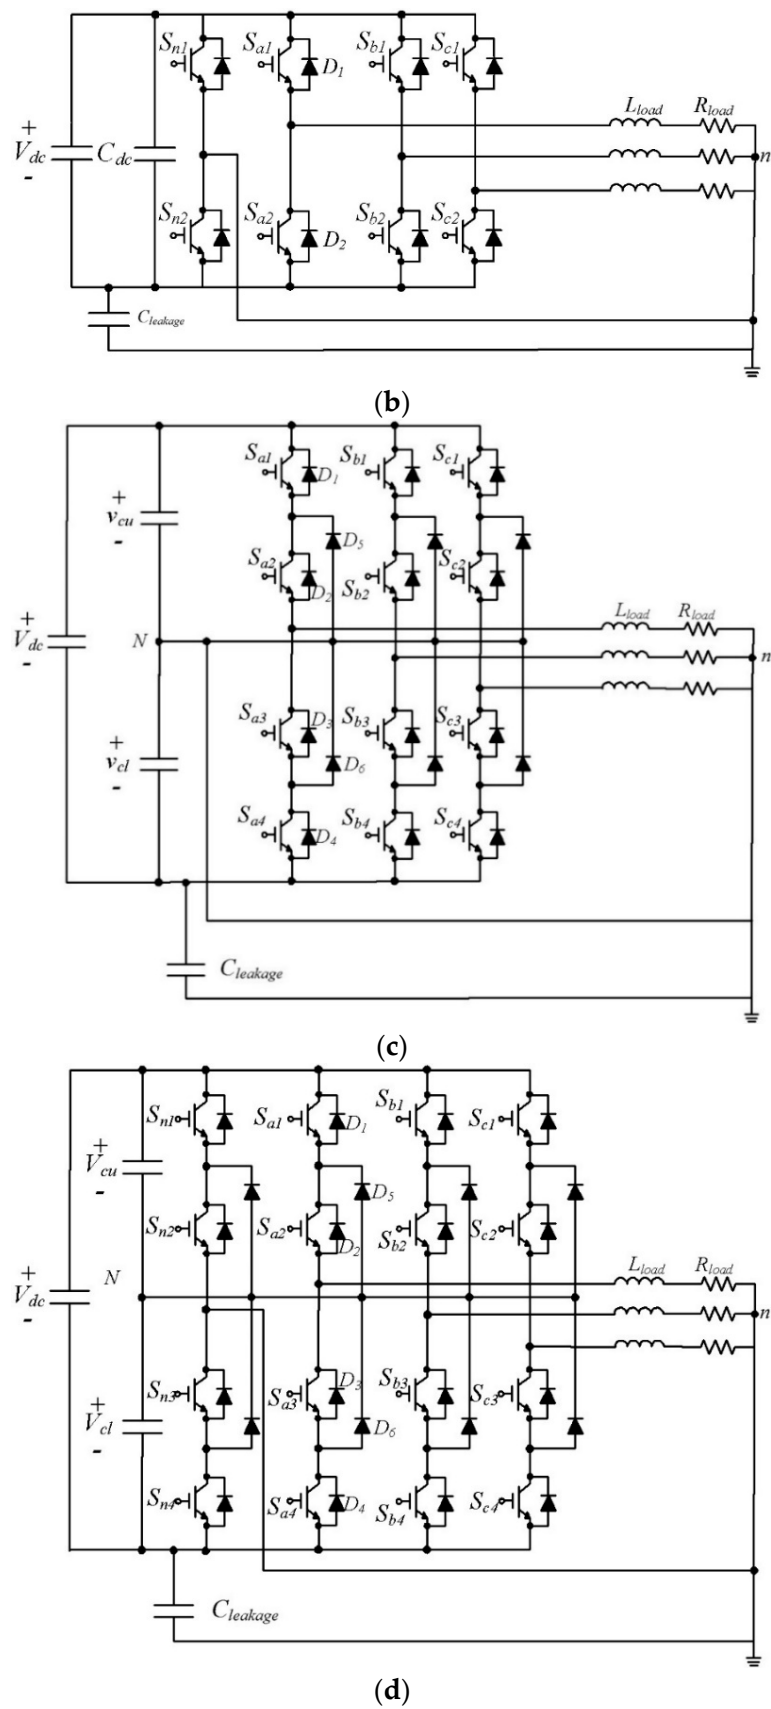 S_n1 S_a1 S_b1 S_c1
D_1
L_load R_load
+
V_dc C_dc
-
n
S_n2 S_a2 S_b2 S_c2
D_2
C_leakage
(b)
S_a1 S_b1 S_c1
D_1
+
v_cu
-
D_5
S_a2 S_b2 S_c2
D_2
L_load R_load
+
V_dc N
-
n
S_a3 S_b3 S_c3
D_3
+
v_cl
-
D_6
S_a4 S_b4 S_c4
D_4
C_leakage
(c)
S_n1 S_a1 S_b1 S_c1
D_1
+
V_cu
-
D_5
S_n2 S_a2 S_b2 S_c2
D_2
L_load R_load
+
V_dc N
-
n
S_n3 S_a3 S_b3 S_c3
D_3
+
V_cl
-
D_6
S_n4 S_a4 S_b4 S_c4
D_4
C_leakage
(d)